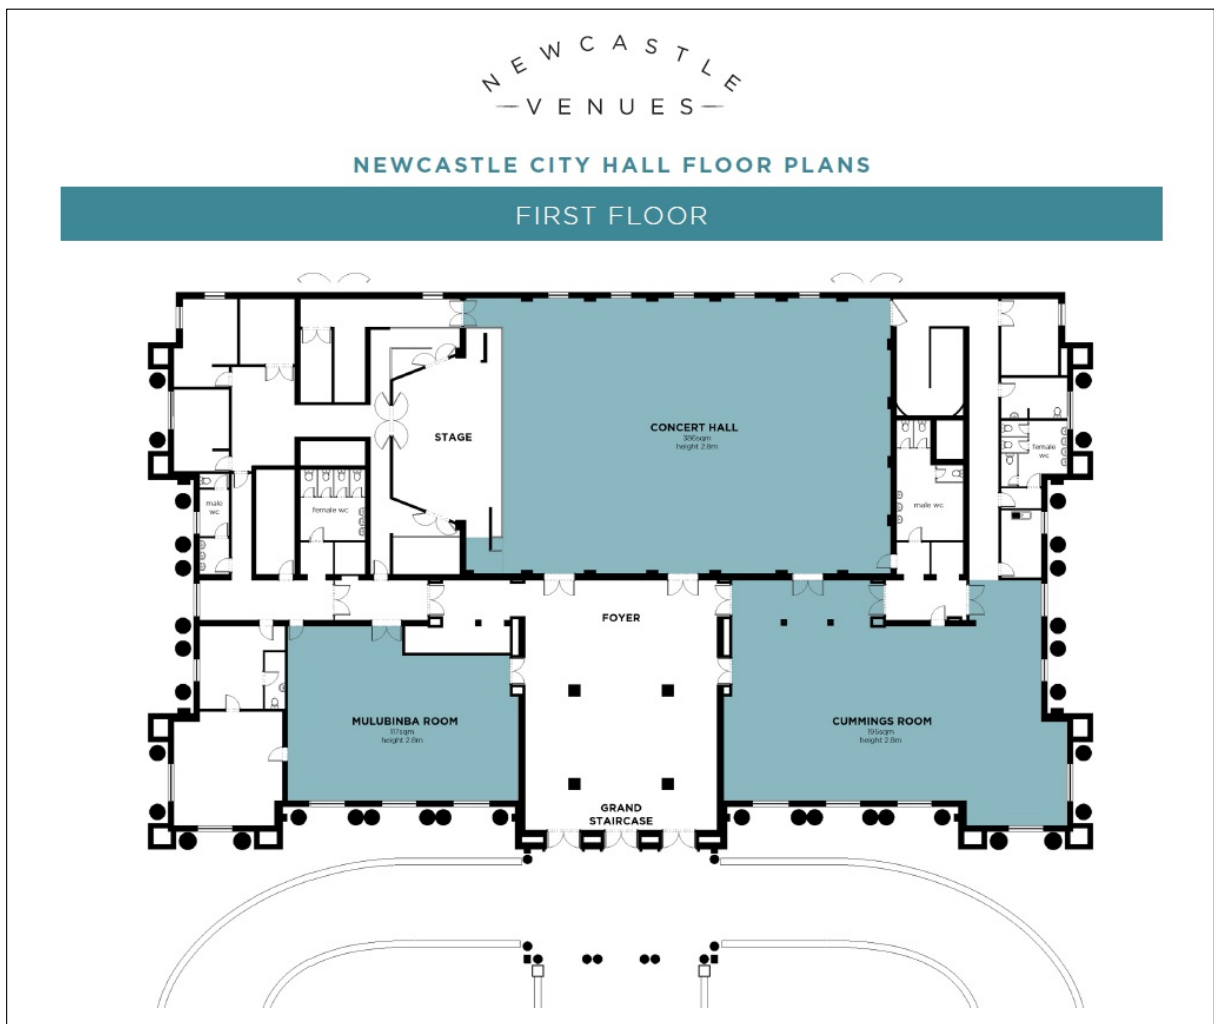 NEWCASTLE
VENUES
NEWCASTLE CITY HALL FLOOR PLANS
FIRST FLOOR
STAGE
CONCERT HALL
386sqm
height 2.8m
female
wc
male
wc
female wc
male wc
FOYER
MULUBINBA ROOM
117sqm
height 2.8m
CUMMINGS ROOM
195sqm
height 2.8m
GRAND
STAIRCASE